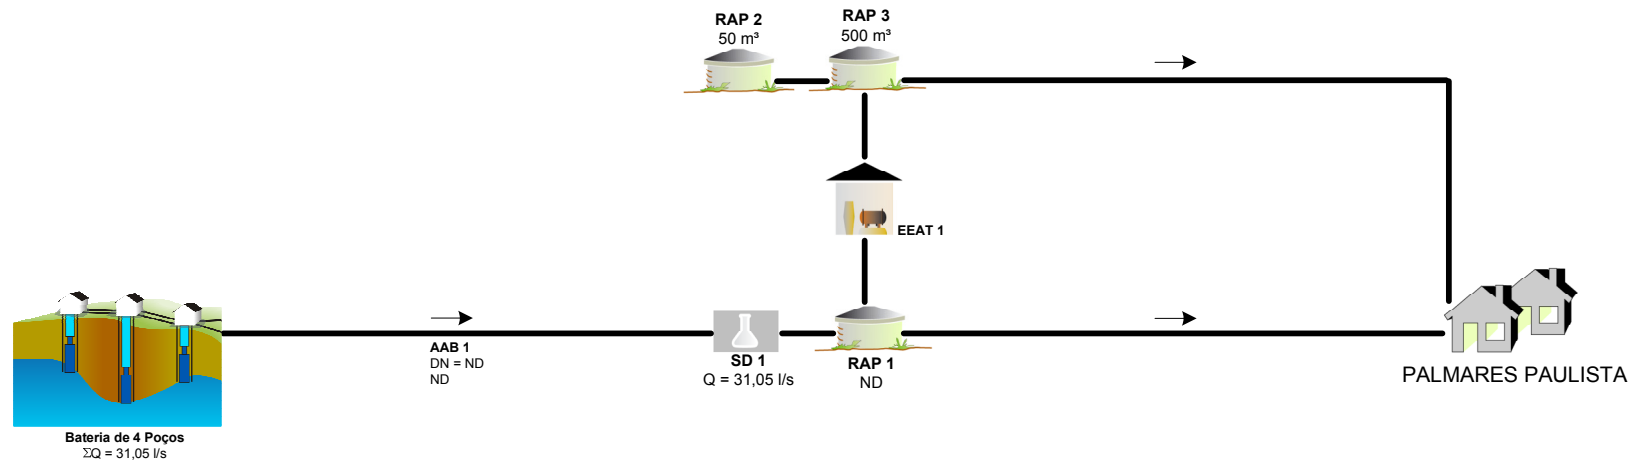 RAP 2
50 m³
RAP 3
500 m³
EEAT 1
AAB 1
DN = ND
ND
SD 1
Q = 31,05 l/s
RAP 1
ND
PALMARES PAULISTA
Bateria de 4 Poços
ΣQ = 31,05 l/s